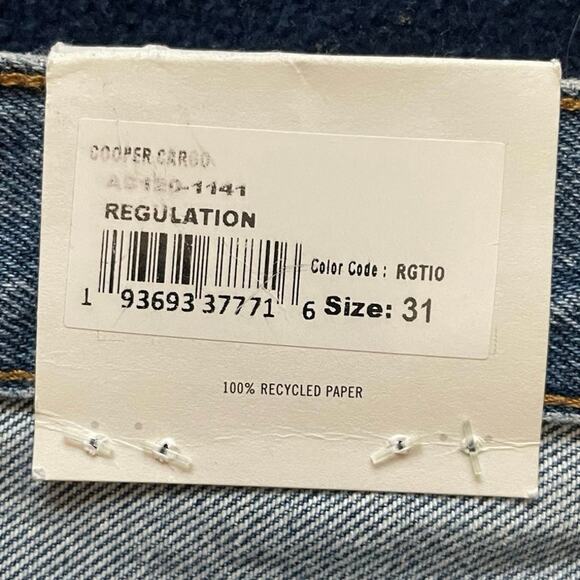 COOPER CARGO
REGULATION
Color Code : RGTIO
1 93693 37771 6
Size: 31
100% RECYCLED PAPER